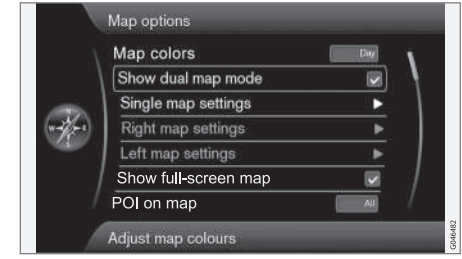 Map options
Map colors
Day
Show dual map mode
Single map settings
Right map settings
Left map settings
Show full-screen map
POI on map
All
Adjust map colours
N
W
E
G046482